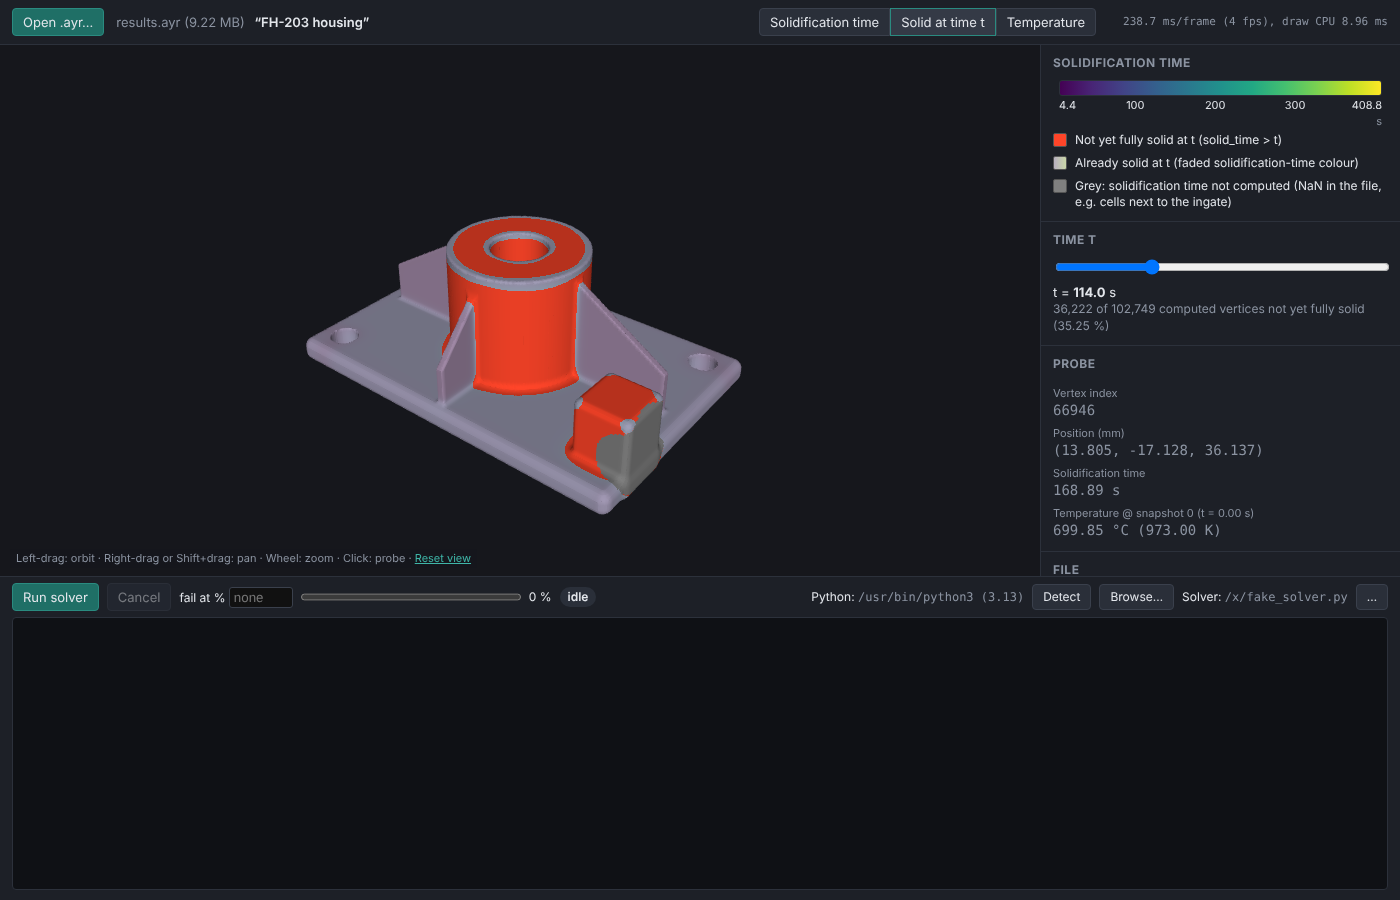 Open .ayr... results.ayr (9.22 MB) “FH-203 housing” Solidification time Solid at time t Temperature 238.7 ms/frame (4 fps), draw CPU 8.96 ms
SOLIDIFICATION TIME
4.4 100 200 300 408.8
s
Not yet fully solid at t (solid_time > t)
Already solid at t (faded solidification-time colour)
Grey: solidification time not computed (NaN in the file,
e.g. cells next to the ingate)
TIME T
t = 114.0 s
36,222 of 102,749 computed vertices not yet fully solid
(35.25 %)
PROBE
Vertex index
66946
Position (mm)
(13.805, -17.128, 36.137)
Solidification time
168.89 s
Temperature @ snapshot 0 (t = 0.00 s)
699.85 °C (973.00 K)
FILE
Left-drag: orbit · Right-drag or Shift+drag: pan · Wheel: zoom · Click: probe · Reset view
Run solver Cancel fail at % none 0 % idle Python: /usr/bin/python3 (3.13) Detect Browse... Solver: /x/fake_solver.py ...